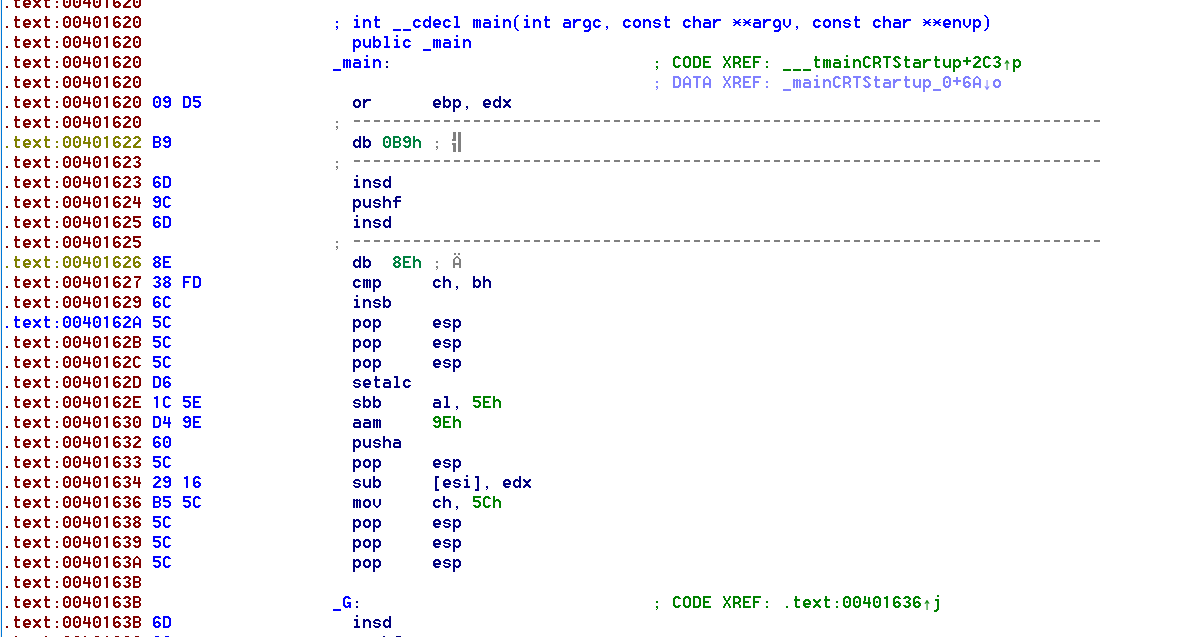 .text:00401620
.text:00401620 ; int __cdecl main(int argc, const char **argv, const char **envp)
.text:00401620 public _main
.text:00401620 _main: ; CODE XREF: ___tmainCRTStartup+2C3↑p
.text:00401620 ; DATA XREF: _mainCRTStartup_0+6A↓o
.text:00401620 09 D5 or ebp, edx
.text:00401620 ; ---------------------------------------------------------------------------
.text:00401622 B9 db 0B9h ; ╣
.text:00401623 ; ---------------------------------------------------------------------------
.text:00401623 6D insd
.text:00401624 9C pushf
.text:00401625 6D insd
.text:00401625 ; ---------------------------------------------------------------------------
.text:00401626 8E db 8Eh ; Ä
.text:00401627 38 FD cmp ch, bh
.text:00401629 6C insb
.text:0040162A 5C pop esp
.text:0040162B 5C pop esp
.text:0040162C 5C pop esp
.text:0040162D D6 setalc
.text:0040162E 1C 5E sbb al, 5Eh
.text:00401630 D4 9E aam 9Eh
.text:00401632 60 pusha
.text:00401633 5C pop esp
.text:00401634 29 16 sub [esi], edx
.text:00401636 B5 5C mov ch, 5Ch
.text:00401638 5C pop esp
.text:00401639 5C pop esp
.text:0040163A 5C pop esp
.text:0040163B
.text:0040163B _G: ; CODE XREF: .text:00401636↑j
.text:0040163B 6D insd